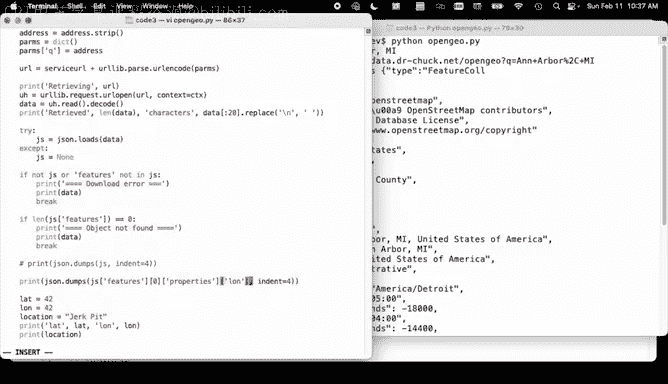 Shell Edit View Window Help
Sun Feb 11 10:37 AM
code3 — vi opengeo.py — 86×37
address = address.strip()
parms = dict()
parms['q'] = address
url = serviceurl + urllib.parse.urlencode(parms)
print('Retrieving', url)
uh = urllib.request.urlopen(url, context=ctx)
data = uh.read().decode()
print('Retrieved', len(data), 'characters', data[:20].replace('\n', ' '))
try:
js = json.loads(data)
except:
js = None
if not js or 'features' not in js:
print('==== Download error ===')
print(data)
break
if len(js['features']) == 0:
print('==== Object not found ====')
print(data)
break
# print(json.dumps(js, indent=4))
print(json.dumps(js['features'][0]['properties']['lon'], indent=4))
lat = 42
lon = 42
location = "Jerk Pit"
print('lat', lat, 'lon', lon)
print(location)
-- INSERT --
code3 — Python opengeo.py — 78×30
ev$ python opengeo.py
r, MI
data.dr-chuck.net/opengeo?q=Ann+Arbor%2C+MI
s {"type":"FeatureColl
penstreetmap",
\u00a9 OpenStreetMap contributors",
Database License",
www.openstreetmap.org/copyright"
tates",
County",
bor, MI, United States of America",
n Arbor, MI",
nited States of America",
trative",
"America/Detroit",
05:00",
nds": -18000,
04:00",
nds": -14400,